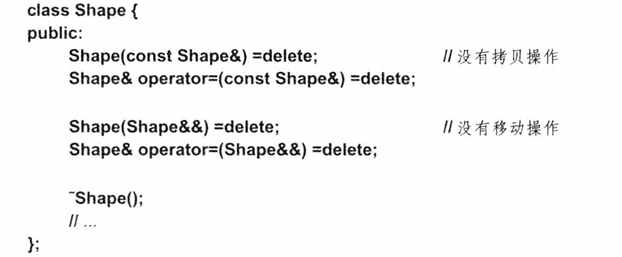 class Shape {
public:
Shape(const Shape&) =delete; // 没有拷贝操作
Shape& operator=(const Shape&) =delete;
Shape(Shape&&) =delete; // 没有移动操作
Shape& operator=(Shape&&) =delete;
~Shape();
// ...
};